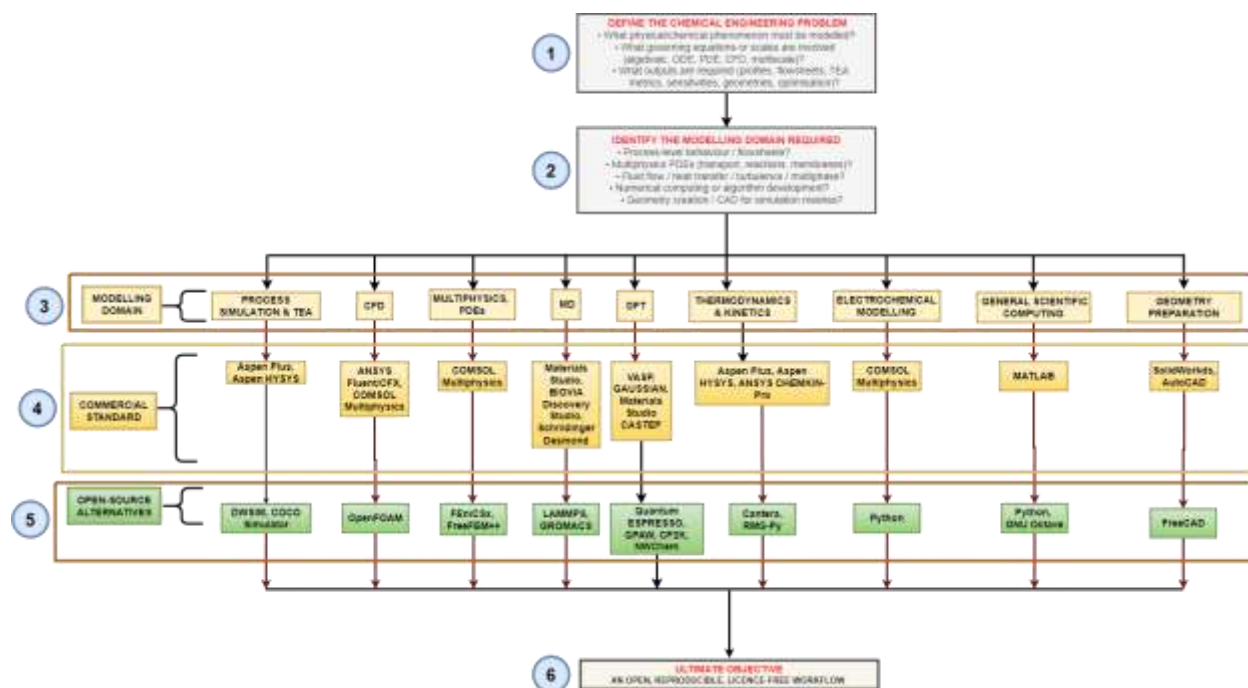 1
DEFINE THE CHEMICAL ENGINEERING PROBLEM
• What physical/chemical phenomenon must be modelled?
• What governing equations or scales are involved
(algebraic, ODE, PDE, CFD, multiscale)?
• What outputs are required (profiles, flowsheets, TEA
metrics, sensitivities, geometries, optimisation)?
2
IDENTIFY THE MODELLING DOMAIN REQUIRED
• Process-level behaviour / flowsheets?
• Multiphysics PDEs (transport, reactions, membranes)?
• Fluid flow / heat transfer / turbulence / multiphase?
• Numerical computing or algorithm development?
• Geometry creation / CAD for simulation meshes?
3
MODELLING
DOMAIN
PROCESS
SIMULATION & TEA
CFD
MULTIPHYSICS,
PDEs
MD
DFT
THERMODYNAMICS
& KINETICS
ELECTROCHEMICAL
MODELLING
GENERAL SCIENTIFIC
COMPUTING
GEOMETRY
PREPARATION
4
COMMERCIAL
STANDARD
Aspen Plus,
Aspen HYSYS
ANSYS
Fluent/CFX,
COMSOL
Multiphysics
COMSOL
Multiphysics
Materials
Studio,
BIOVIA
Discovery
Studio,
Schrödinger
Desmond
VASP,
GAUSSIAN,
Materials
Studio
CASTEP
Aspen Plus, Aspen
HYSYS, ANSYS CHEMKIN-
Pro
COMSOL
Multiphysics
MATLAB
SolidWorks,
AutoCAD
5
OPEN-SOURCE
ALTERNATIVES
DWSIM, COCO
Simulator
OpenFOAM
FEniCSx,
FreeFEM++
LAMMPS,
GROMACS
Quantum
ESPRESSO,
GPAW, CP2K,
NWChem
Cantera,
RMG-Py
Python
Python,
GNU Octave
FreeCAD
6
ULTIMATE OBJECTIVE
AN OPEN, REPRODUCIBLE, LICENCE-FREE WORKFLOW